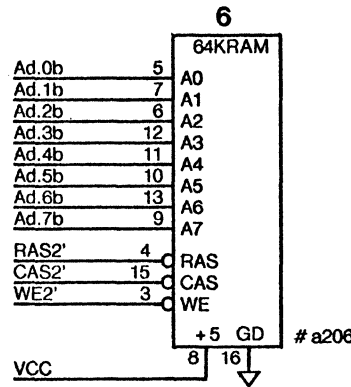 6
64KRAM
Ad.0b 5 A0
Ad.1b 7 A1
Ad.2b 6 A2
Ad.3b 12 A3
Ad.4b 11 A4
Ad.5b 10 A5
Ad.6b 13 A6
Ad.7b 9 A7
RAS2' 4 RAS
CAS2' 15 CAS
WE2' 3 WE
+5 GD # a206
VCC 8 16